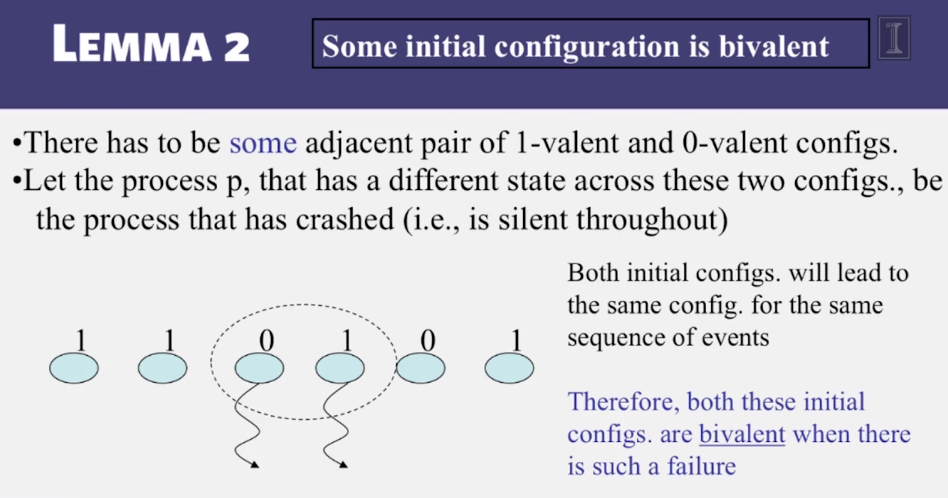 LEMMA 2
Some initial configuration is bivalent
I
•There has to be some adjacent pair of 1-valent and 0-valent configs.
•Let the process p, that has a different state across these two configs., be
the process that has crashed (i.e., is silent throughout)
Both initial configs. will lead to
the same config. for the same
sequence of events
1 1 0 1 0 1
Therefore, both these initial
configs. are bivalent when there
is such a failure